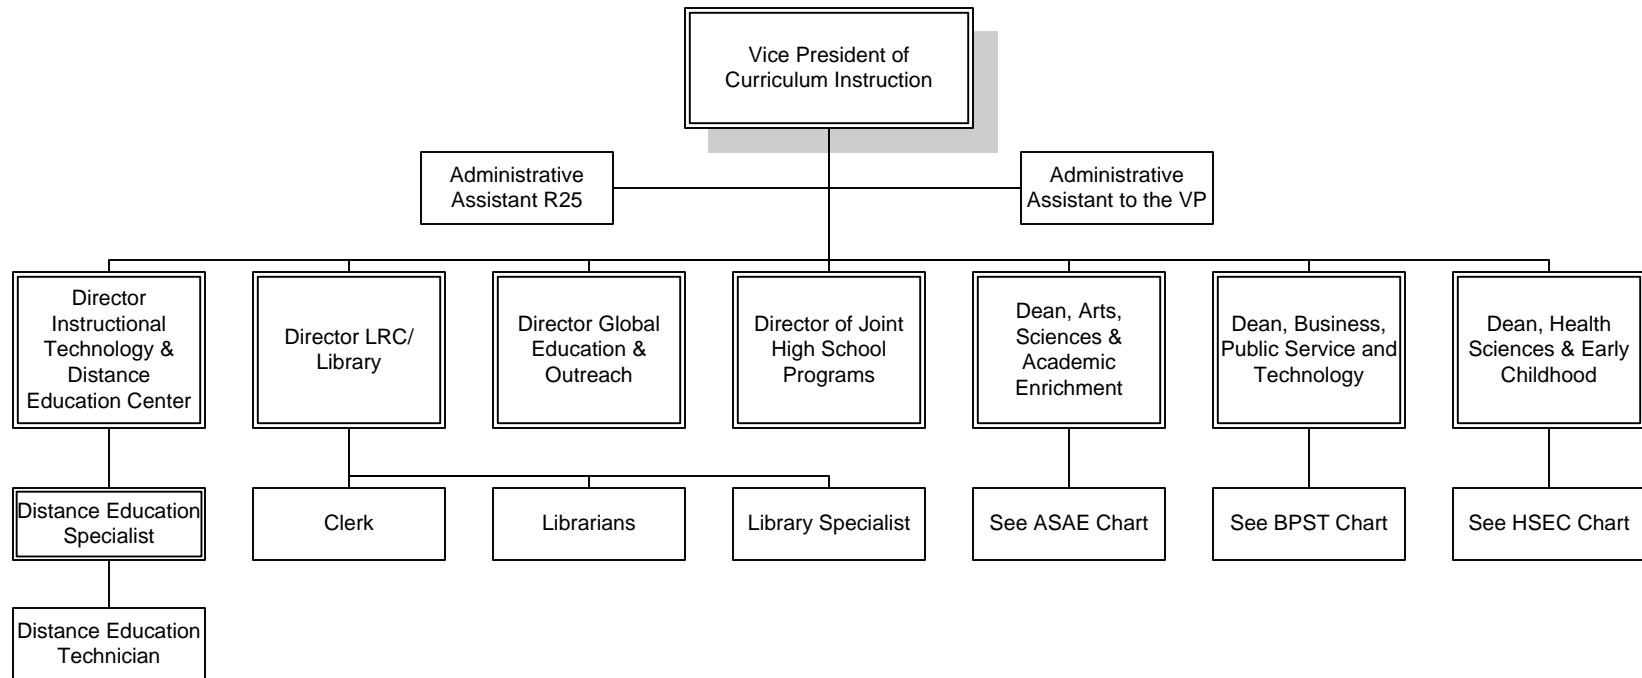 Vice President of
Curriculum Instruction
Administrative
Assistant R25
Administrative
Assistant to the VP
Director
Instructional
Technology &
Distance
Education Center
Director LRC/
Library
Director Global
Education &
Outreach
Director of Joint
High School
Programs
Dean, Arts,
Sciences &
Academic
Enrichment
Dean, Business,
Public Service and
Technology
Dean, Health
Sciences & Early
Childhood
Distance Education
Specialist
Clerk
Librarians
Library Specialist
See ASAE Chart
See BPST Chart
See HSEC Chart
Distance Education
Technician